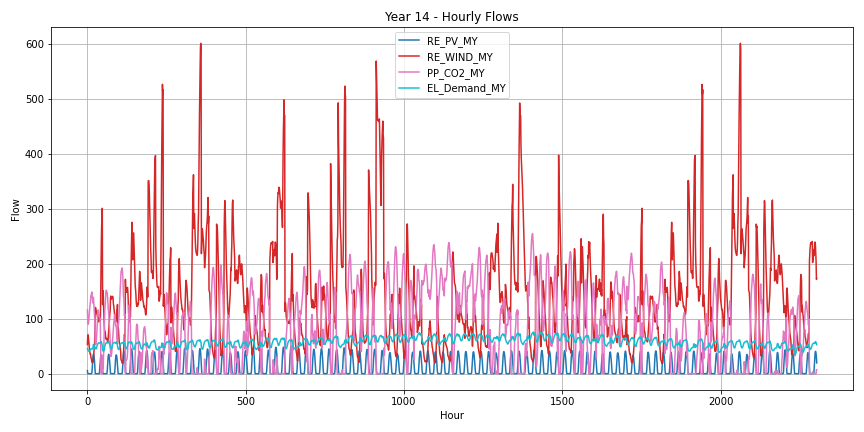 Year 14 - Hourly Flows
RE_PV_MY
RE_WIND_MY
PP_CO2_MY
EL_Demand_MY
600
500
400
300
200
100
0
Flow
0
500
1000
1500
2000
Hour